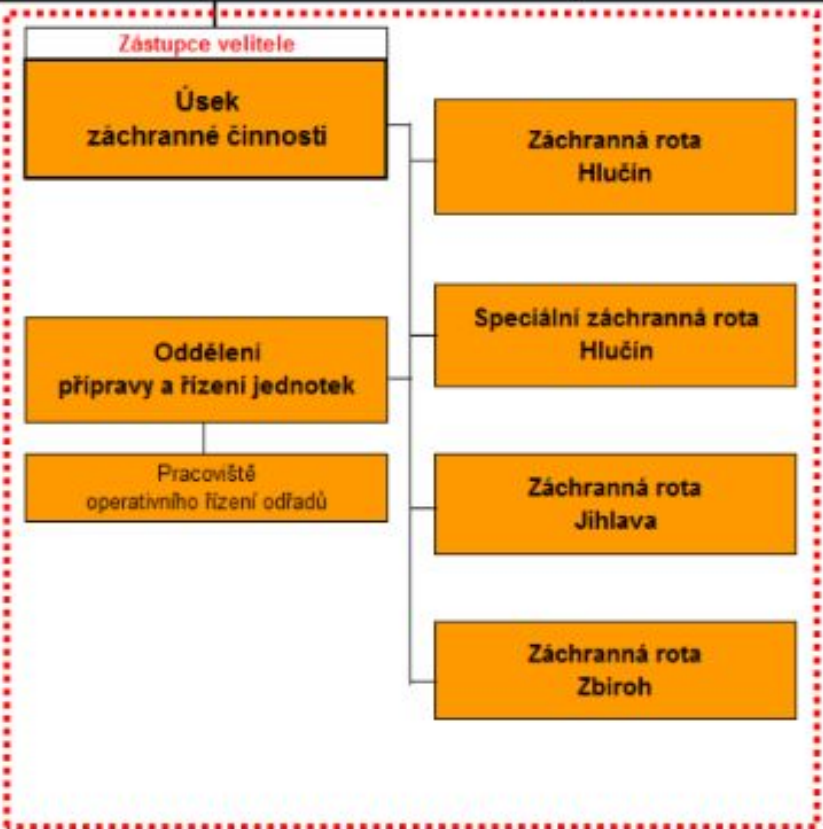 Zástupce velitele
Úsek
záchranné činnosti
Záchranná rota
Hlučín
Speciální záchranná rota
Hlučín
Oddělení
přípravy a řízení jednotek
Pracoviště
operativního řízení odřadů
Záchranná rota
Jihlava
Záchranná rota
Zbiroh